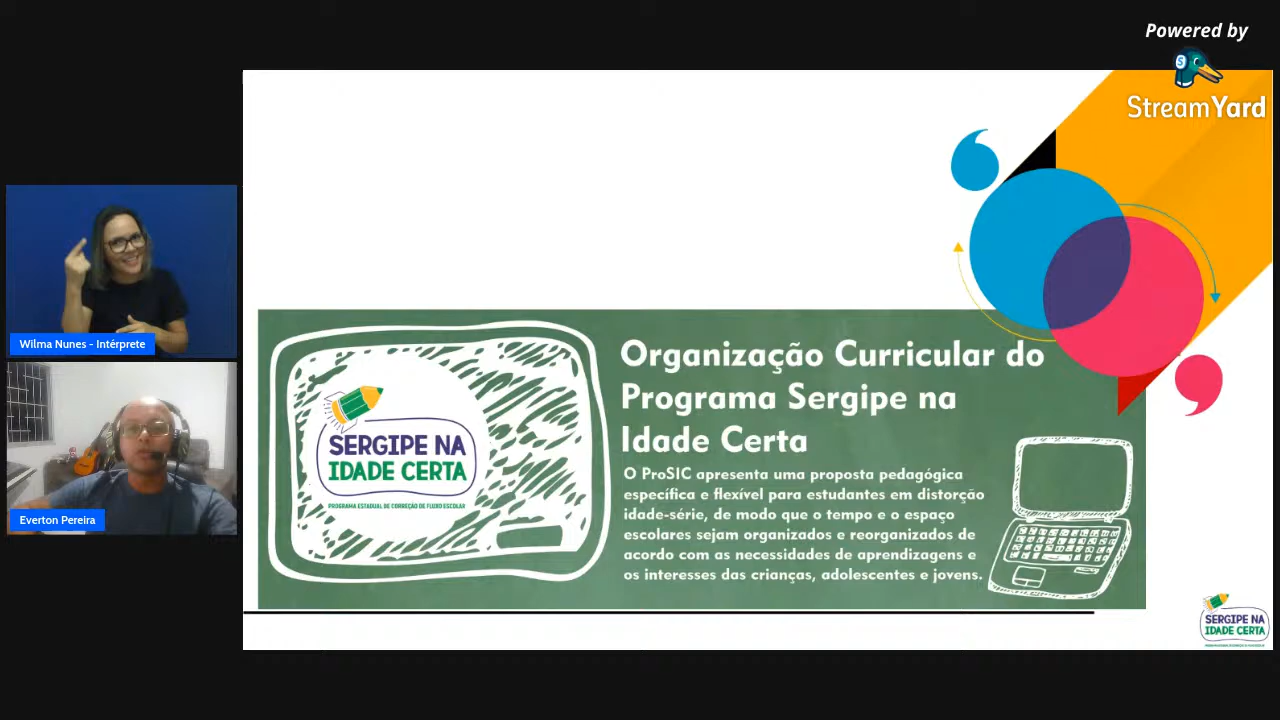 Powered by
StreamYard
Wilma Nunes - Intérprete
Everton Pereira
SERGIPE NA
IDADE CERTA
PROGRAMA ESTADUAL DE CORREÇÃO DE FLUXO ESCOLAR
Organização Curricular do
Programa Sergipe na
Idade Certa
O ProSIC apresenta uma proposta pedagógica
específica e flexível para estudantes em distorção
idade-série, de modo que o tempo e o espaço
escolares sejam organizados e reorganizados de
acordo com as necessidades de aprendizagens e
os interesses das crianças, adolescentes e jovens.
SERGIPE NA
IDADE CERTA